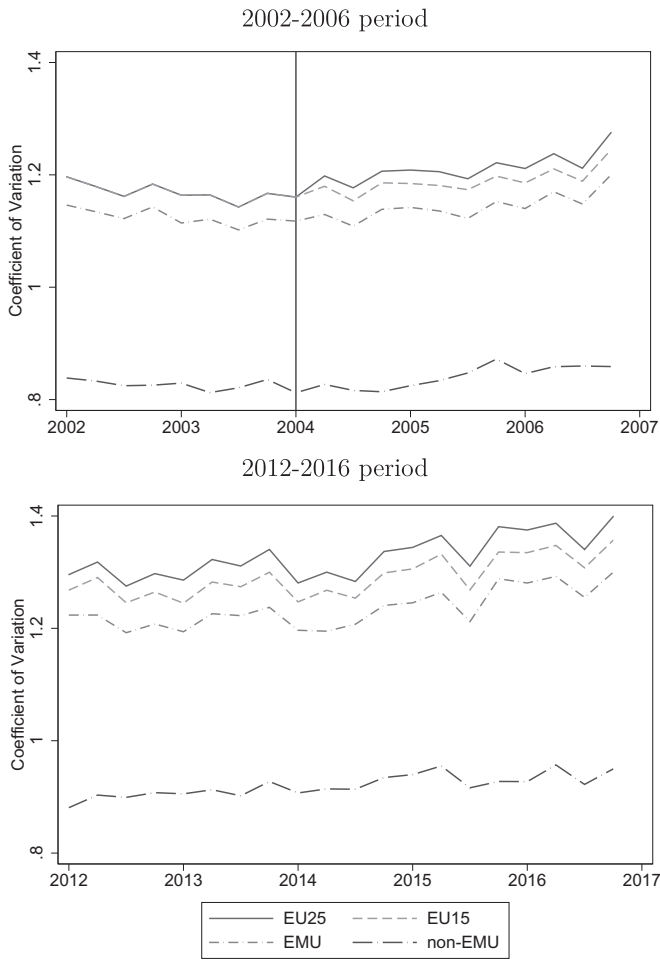 2002-2006 period
1.4
1.2
1
.8
Coefficient of Variation
2002 2003 2004 2005 2006 2007
2012-2016 period
1.4
1.2
1
.8
Coefficient of Variation
2012 2013 2014 2015 2016 2017
EU25 EU15
EMU non-EMU